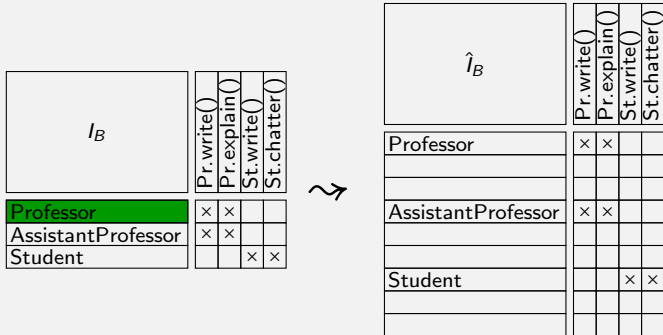 I_B
Pr.write()
Pr.explain()
St.write()
St.chatter()
Professor × ×
AssistantProfessor × ×
Student × ×
⤳
Î_B
Pr.write()
Pr.explain()
St.write()
St.chatter()
Professor × ×
AssistantProfessor × ×
Student × ×